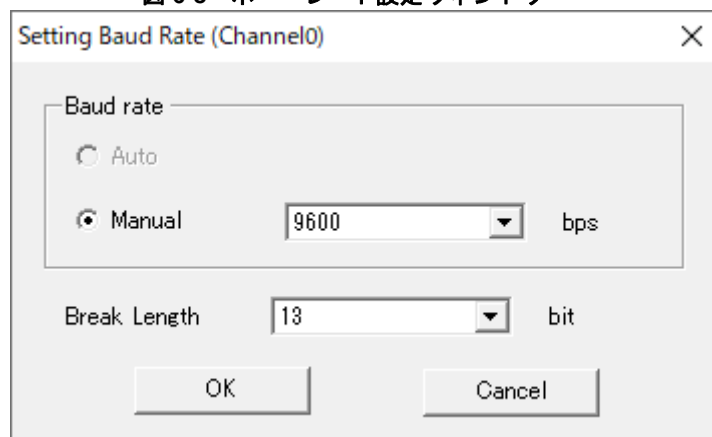 Setting Baud Rate (Channel0)
Baud rate
Auto
Manual 9600 bps
Break Length 13 bit
OK Cancel